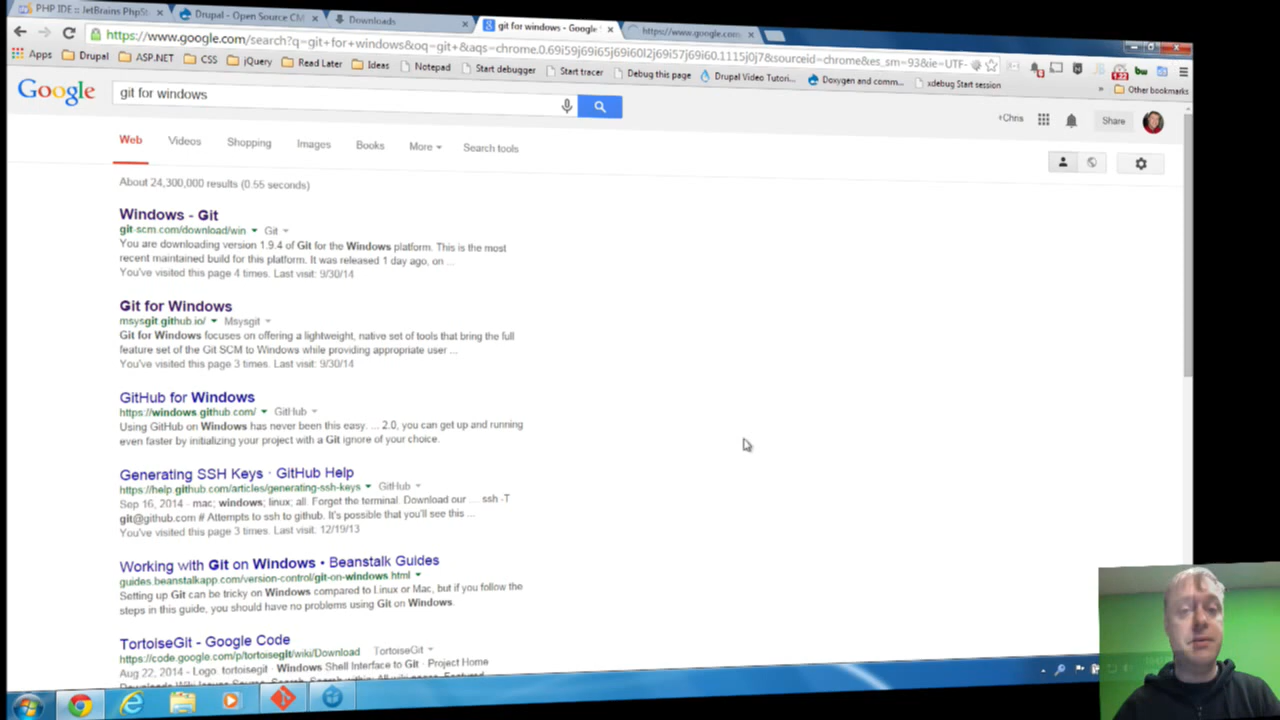 PHP IDE :: JetBrains PhpSt
Drupal - Open Source CM
Downloads
git for windows - Google
https://www.google.com
https://www.google.com/search?q=git+for+windows&oq=git+&aqs=chrome.0.69i59j69i65j69i60l2j69i57j69i60.1115j0j7&sourceid=chrome&es_sm=93&ie=UTF-
Apps
Drupal
ASP.NET
CSS
jQuery
Read Later
Ideas
Notepad
Start debugger
Start tracer
Debug this page
Drupal Video Tutori...
Doxygen and comm...
xdebug Start session
Other bookmarks
Google
git for windows
+Chris
Share
Web Videos Shopping Images Books More Search tools
About 24,300,000 results (0.55 seconds)
Windows - Git
git-scm.com/download/win Git
You are downloading version 1.9.4 of Git for the Windows platform. This is the most
recent maintained build for this platform. It was released 1 day ago, on ...
You've visited this page 4 times. Last visit: 9/30/14
Git for Windows
msysgit.github.io/ Msysgit
Git for Windows focuses on offering a lightweight, native set of tools that bring the full
feature set of the Git SCM to Windows while providing appropriate user ...
You've visited this page 3 times. Last visit: 9/30/14
GitHub for Windows
https://windows.github.com/ GitHub
Using GitHub on Windows has never been this easy. ... 2.0, you can get up and running
even faster by initializing your project with a Git ignore of your choice.
Generating SSH Keys · GitHub Help
https://help.github.com/articles/generating-ssh-keys GitHub
Sep 16, 2014 - mac; windows; linux; all. Forget the terminal. Download our ... ssh -T
git@github.com # Attempts to ssh to github. It's possible that you'll see this ...
You've visited this page 3 times. Last visit: 12/19/13
Working with Git on Windows • Beanstalk Guides
guides.beanstalkapp.com/version-control/git-on-windows.html
Setting up Git can be tricky on Windows compared to Linux or Mac, but if you follow the
steps in this guide, you should have no problems using Git on Windows.
TortoiseGit - Google Code
https://code.google.com/p/tortoisegit/wiki/Download TortoiseGit
Aug 22, 2014 - Logo. tortoisegit · Windows Shell Interface to Git · Project Home